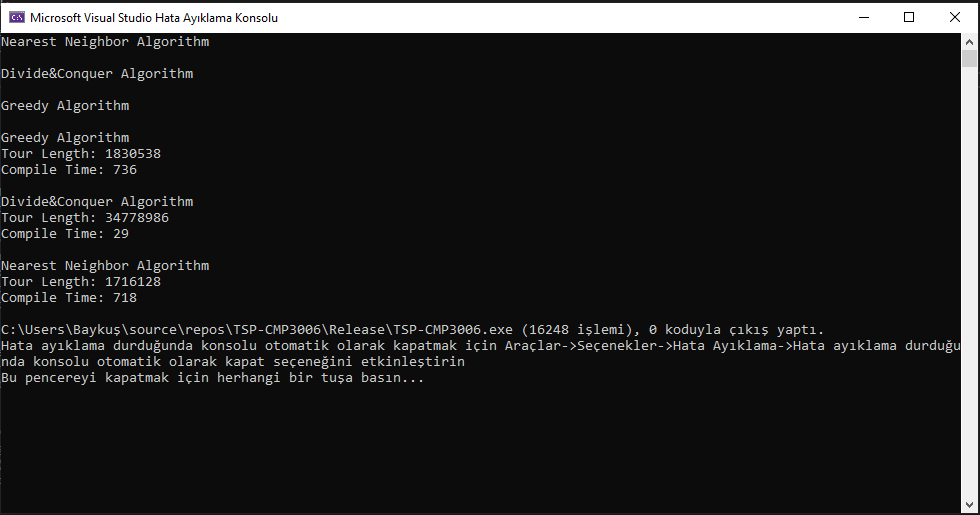 Microsoft Visual Studio Hata Ayıklama Konsolu
Nearest Neighbor Algorithm
Divide&Conquer Algorithm
Greedy Algorithm
Greedy Algorithm
Tour Length: 1830538
Compile Time: 736
Divide&Conquer Algorithm
Tour Length: 34778986
Compile Time: 29
Nearest Neighbor Algorithm
Tour Length: 1716128
Compile Time: 718
C:\Users\Baykuş\source\repos\TSP-CMP3006\Release\TSP-CMP3006.exe (16248 işlemi), 0 koduyla çıkış yaptı.
Hata ayıklama durduğunda konsolu otomatik olarak kapatmak için Araçlar->Seçenekler->Hata Ayıklama->Hata ayıklama durduğu
nda konsolu otomatik olarak kapat seçeneğini etkinleştirin
Bu pencereyi kapatmak için herhangi bir tuşa basın...